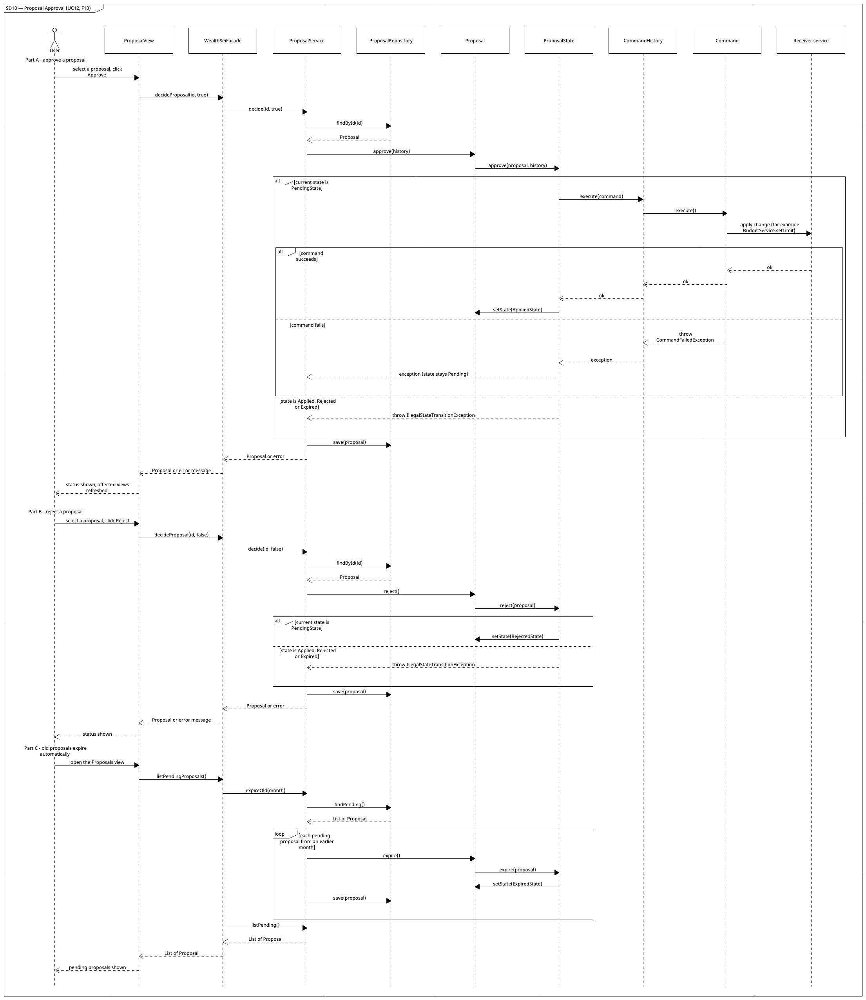 SD10 — Proposal Approval (UC12, F13)
User
ProposalView
WealthSeiFacade
ProposalService
ProposalRepository
Proposal
ProposalState
CommandHistory
Command
Receiver service
Part A - approve a proposal
select a proposal, click
Approve
decideProposal(id, true)
decide(id, true)
findById(id)
Proposal
approve(history)
approve(proposal, history)
alt
[current state is
PendingState]
execute(command)
execute()
apply change (for example
BudgetService.setLimit)
alt
[command
succeeds]
ok
ok
ok
setState(AppliedState)
[command fails]
throw
CommandFailedException
exception
exception (state stays Pending)
[state is Applied, Rejected
or Expired]
throw IllegalStateTransitionException
save(proposal)
Proposal or error
Proposal or error message
status shown, affected views
refreshed
Part B - reject a proposal
select a proposal, click Reject
decideProposal(id, false)
decide(id, false)
findById(id)
Proposal
reject()
reject(proposal)
alt
[current state is
PendingState]
setState(RejectedState)
[state is Applied, Rejected
or Expired]
throw IllegalStateTransitionException
save(proposal)
Proposal or error
Proposal or error message
status shown
Part C - old proposals expire
automatically
open the Proposals view
listPendingProposals()
expireOld(month)
findPending()
List of Proposal
loop
[each pending
proposal from an earlier
month]
expire()
expire(proposal)
setState(ExpiredState)
save(proposal)
listPending()
List of Proposal
List of Proposal
pending proposals shown